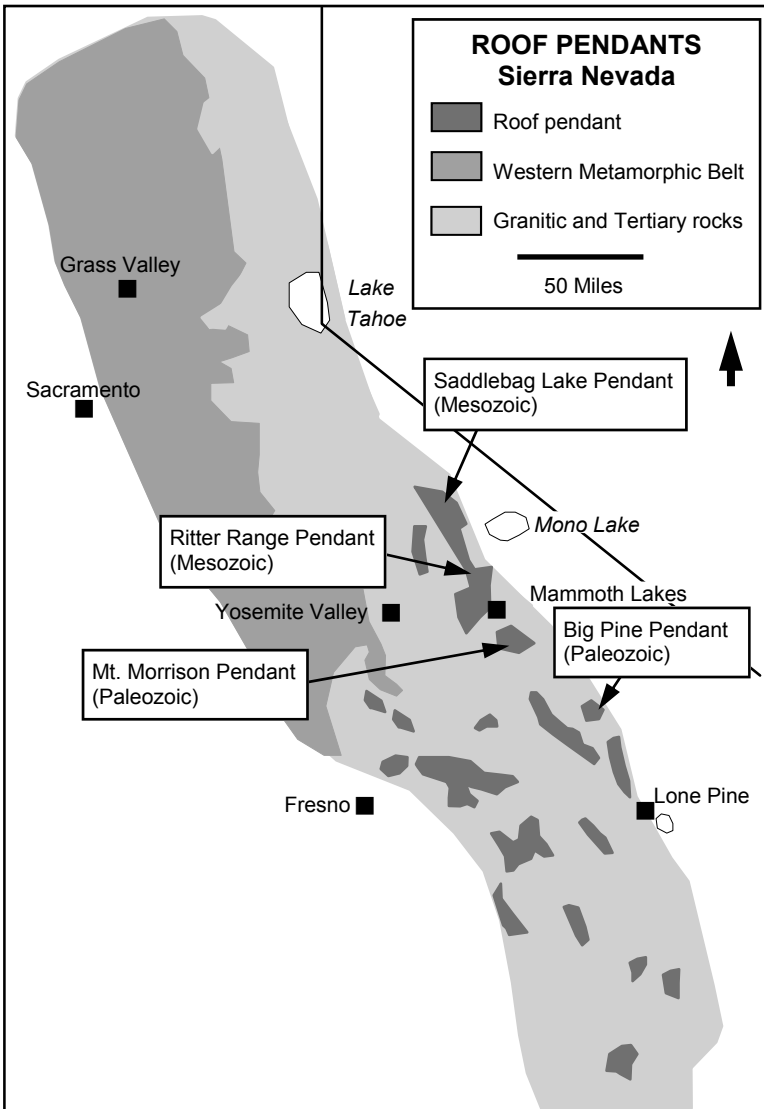 ROOF PENDANTS
Sierra Nevada
Roof pendant
Western Metamorphic Belt
Granitic and Tertiary rocks
50 Miles
Grass Valley
Lake
Tahoe
Sacramento
Saddlebag Lake Pendant
(Mesozoic)
Mono Lake
Ritter Range Pendant
(Mesozoic)
Mammoth Lakes
Yosemite Valley
Big Pine Pendant
(Paleozoic)
Mt. Morrison Pendant
(Paleozoic)
Lone Pine
Fresno